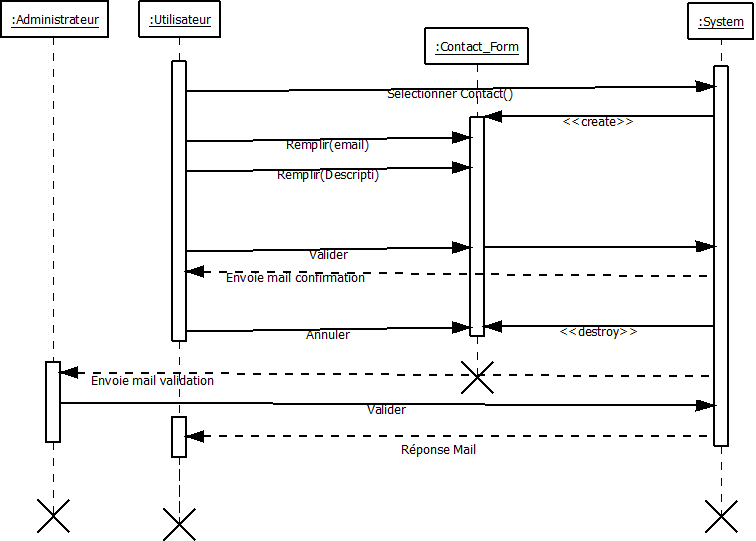 :Administrateur
:Utilisateur
:System
:Contact_Form
Selectionner Contact()
<<create>>
Remplir(email)
Remplir(Descripti)
Valider
Envoie mail confirmation
Annuler
<<destroy>>
Envoie mail validation
Valider
Réponse Mail